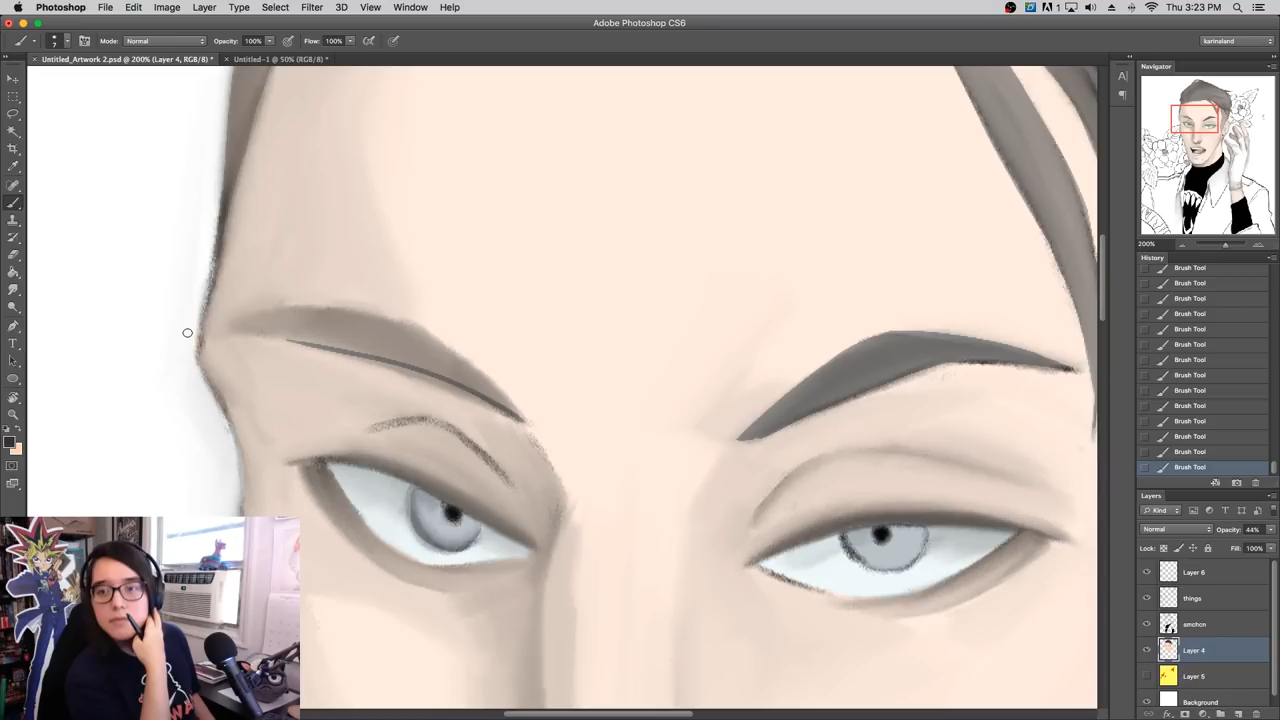 Photoshop File Edit Image Layer Type Select Filter 3D View Window Help
1 Thu 3:23 PM
Adobe Photoshop CS6
7 Mode: Normal Opacity: 100% Flow: 100% karinaland
Untitled_Artwork 2.psd @ 200% (Layer 4, RGB/8) * Untitled-1 @ 50% (RGB/8) *
Navigator
200%
History
Brush Tool
Brush Tool
Brush Tool
Brush Tool
Brush Tool
Brush Tool
Brush Tool
Brush Tool
Brush Tool
Brush Tool
Brush Tool
Brush Tool
Brush Tool
Brush Tool
Layers
Kind
Normal Opacity: 44%
Lock: Fill: 100%
Layer 6
things
smchcn
Layer 4
Layer 5
Background